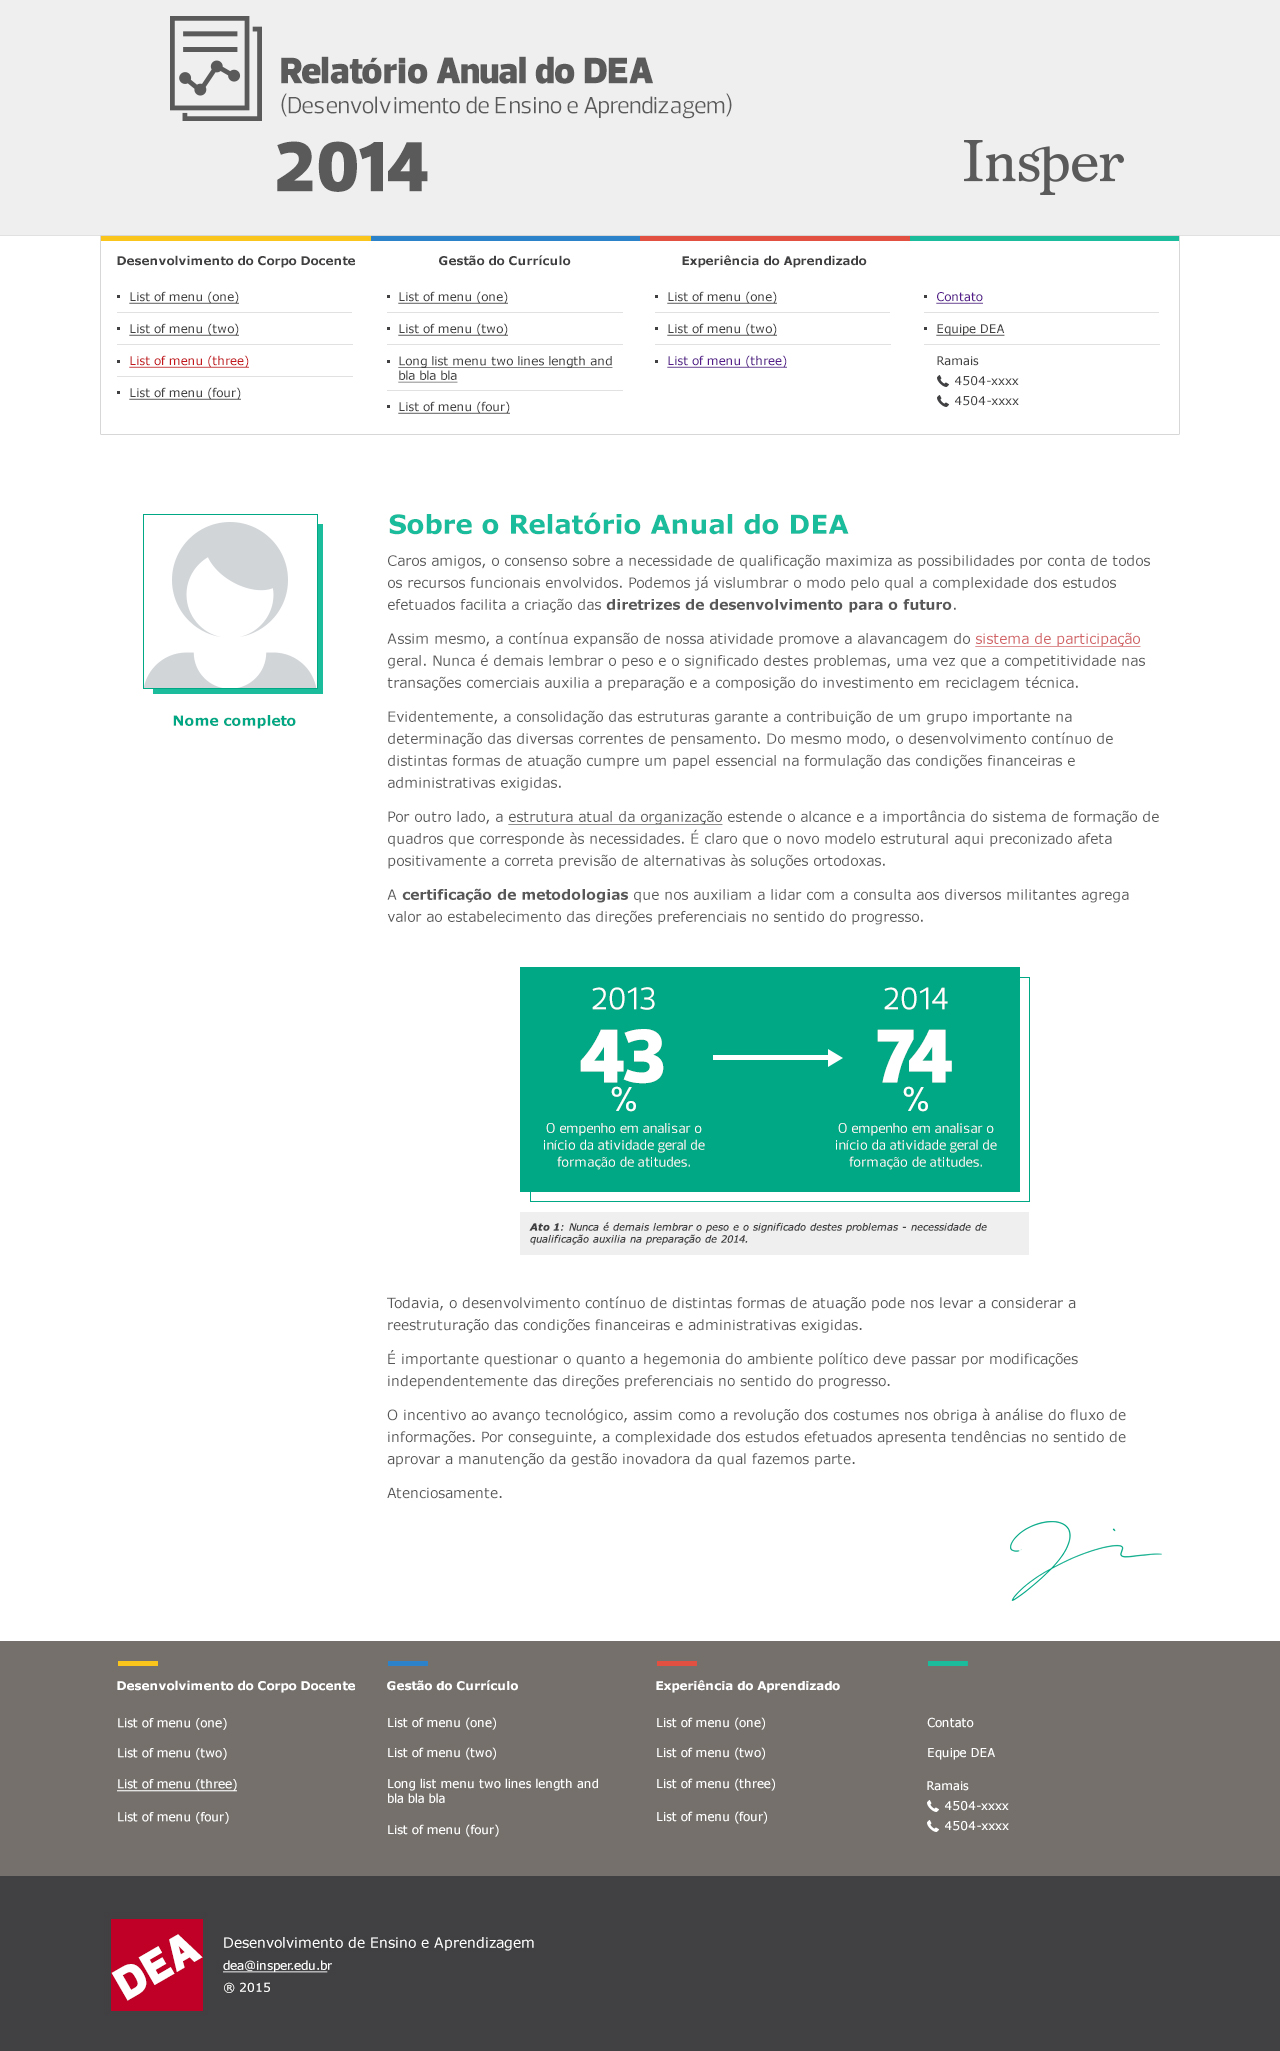 Relatório Anual do DEA
(Desenvolvimento de Ensino e Aprendizagem)
2014
Insper
Desenvolvimento do Corpo Docente
List of menu (one)
List of menu (two)
List of menu (three)
List of menu (four)
Gestão do Currículo
List of menu (one)
List of menu (two)
Long list menu two lines length and
bla bla bla
List of menu (four)
Experiência do Aprendizado
List of menu (one)
List of menu (two)
List of menu (three)
Contato
Equipe DEA
Ramais
4504-xxxx
4504-xxxx
Nome completo
Sobre o Relatório Anual do DEA
Caros amigos, o consenso sobre a necessidade de qualificação maximiza as possibilidades por conta de todos
os recursos funcionais envolvidos. Podemos já vislumbrar o modo pelo qual a complexidade dos estudos
efetuados facilita a criação das diretrizes de desenvolvimento para o futuro.
Assim mesmo, a contínua expansão de nossa atividade promove a alavancagem do sistema de participação
geral. Nunca é demais lembrar o peso e o significado destes problemas, uma vez que a competitividade nas
transações comerciais auxilia a preparação e a composição do investimento em reciclagem técnica.
Evidentemente, a consolidação das estruturas garante a contribuição de um grupo importante na
determinação das diversas correntes de pensamento. Do mesmo modo, o desenvolvimento contínuo de
distintas formas de atuação cumpre um papel essencial na formulação das condições financeiras e
administrativas exigidas.
Por outro lado, a estrutura atual da organização estende o alcance e a importância do sistema de formação de
quadros que corresponde às necessidades. É claro que o novo modelo estrutural aqui preconizado afeta
positivamente a correta previsão de alternativas às soluções ortodoxas.
A certificação de metodologias que nos auxiliam a lidar com a consulta aos diversos militantes agrega
valor ao estabelecimento das direções preferenciais no sentido do progresso.
2013
43
%
O empenho em analisar o
início da atividade geral de
formação de atitudes.
2014
74
%
O empenho em analisar o
início da atividade geral de
formação de atitudes.
Ato 1: Nunca é demais lembrar o peso e o significado destes problemas - necessidade de
qualificação auxilia na preparação de 2014.
Todavia, o desenvolvimento contínuo de distintas formas de atuação pode nos levar a considerar a
reestruturação das condições financeiras e administrativas exigidas.
É importante questionar o quanto a hegemonia do ambiente político deve passar por modificações
independentemente das direções preferenciais no sentido do progresso.
O incentivo ao avanço tecnológico, assim como a revolução dos costumes nos obriga à análise do fluxo de
informações. Por conseguinte, a complexidade dos estudos efetuados apresenta tendências no sentido de
aprovar a manutenção da gestão inovadora da qual fazemos parte.
Atenciosamente.
Desenvolvimento do Corpo Docente
List of menu (one)
List of menu (two)
List of menu (three)
List of menu (four)
Gestão do Currículo
List of menu (one)
List of menu (two)
Long list menu two lines length and
bla bla bla
List of menu (four)
Experiência do Aprendizado
List of menu (one)
List of menu (two)
List of menu (three)
List of menu (four)
Contato
Equipe DEA
Ramais
4504-xxxx
4504-xxxx
DEA
Desenvolvimento de Ensino e Aprendizagem
dea@insper.edu.br
® 2015